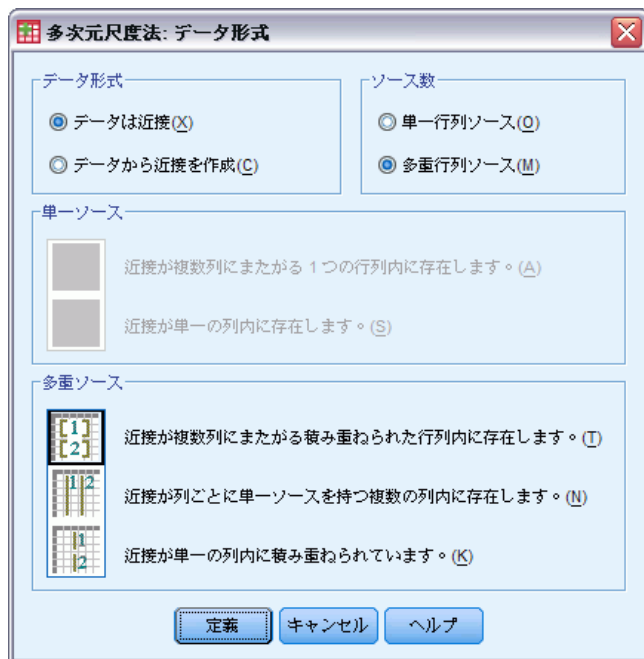 多次元尺度法: データ形式
データ形式
データは近接(X)
データから近接を作成(C)
ソース数
単一行列ソース(O)
多重行列ソース(M)
単一ソース
近接が複数列にまたがる 1 つの行列内に存在します。(A)
近接が単一の列内に存在します。(S)
多重ソース
[1]
[2]
近接が複数列にまたがる積み重ねられた行列内に存在します。(T)
1 2
近接が列ごとに単一ソースを持つ複数の列内に存在します。(N)
1
2
近接が単一の列内に積み重ねられています。(K)
定義
キャンセル
ヘルプ